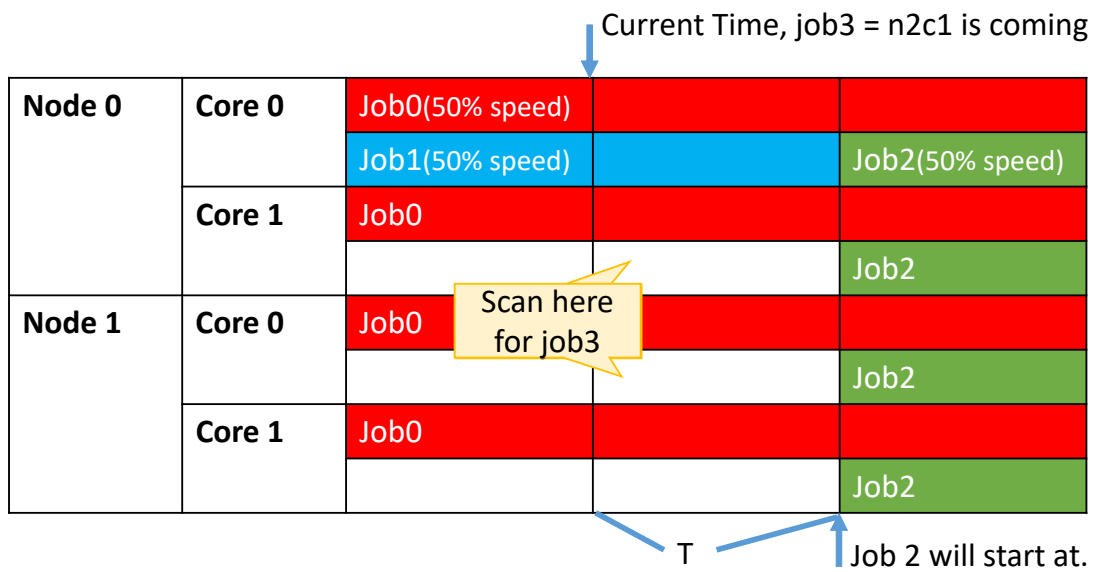 Current Time, job3 = n2c1 is coming
Node 0 Core 0 Job0(50% speed)
Job1(50% speed) Job2(50% speed)
Core 1 Job0
Job2
Node 1 Core 0 Job0
Scan here
for job3
Job2
Core 1 Job0
Job2
T
Job 2 will start at.